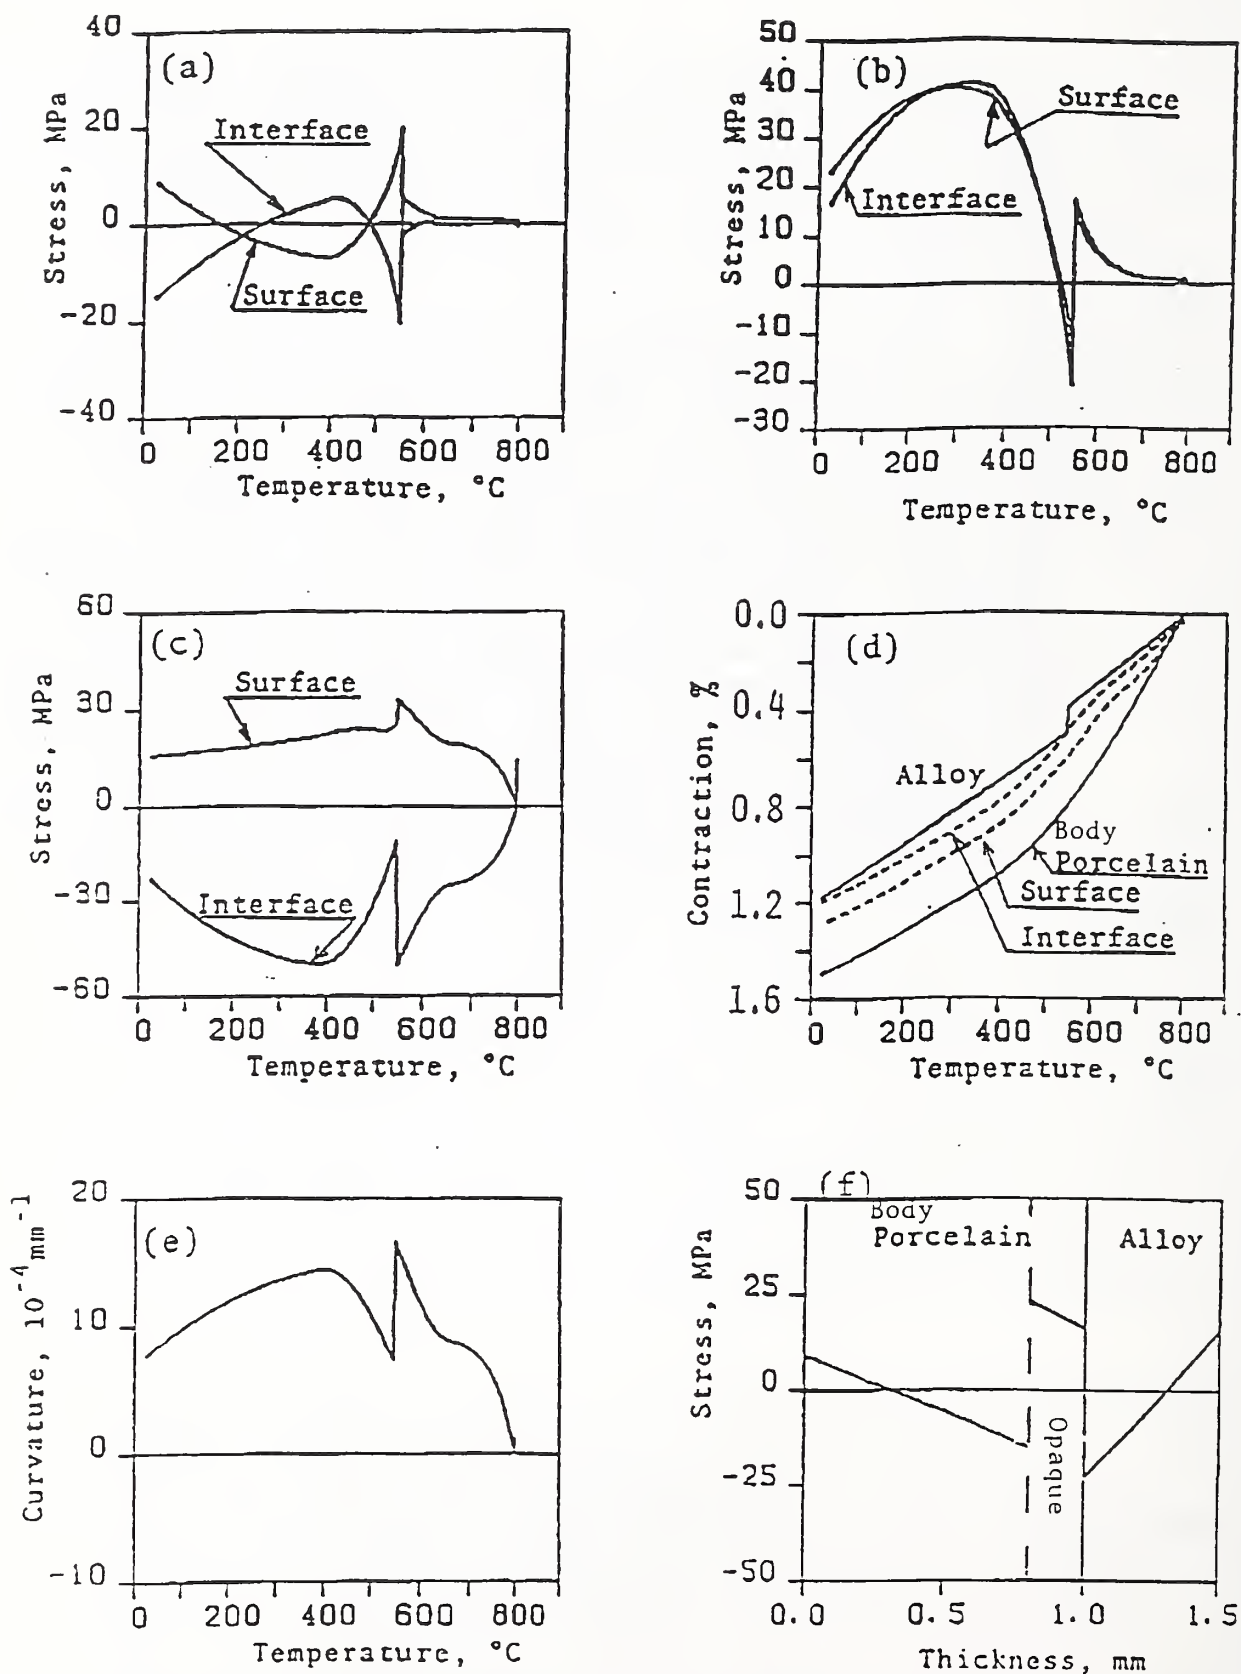 (a)
Stress, MPa
40
20
0
-20
-40
Interface
Surface
0 200 400 600 800
Temperature, °C
(b)
Stress, MPa
50
40
30
20
10
0
-10
-20
-30
Surface
Interface
0 200 400 600 800
Temperature, °C
(c)
Stress, MPa
60
30
0
-30
-60
Surface
Interface
0 200 400 600 800
Temperature, °C
(d)
Contraction, %
0.0
0.4
0.8
1.2
1.6
Alloy
Body
Porcelain
Surface
Interface
0 200 400 600 800
Temperature, °C
(e)
Curvature, 10⁻⁴mm⁻¹
20
10
0
-10
0 200 400 600 800
Temperature, °C
(f)
Stress, MPa
50
25
0
-25
-50
Body
Porcelain
Alloy
Opaque
0.0 0.5 1.0 1.5
Thickness, mm